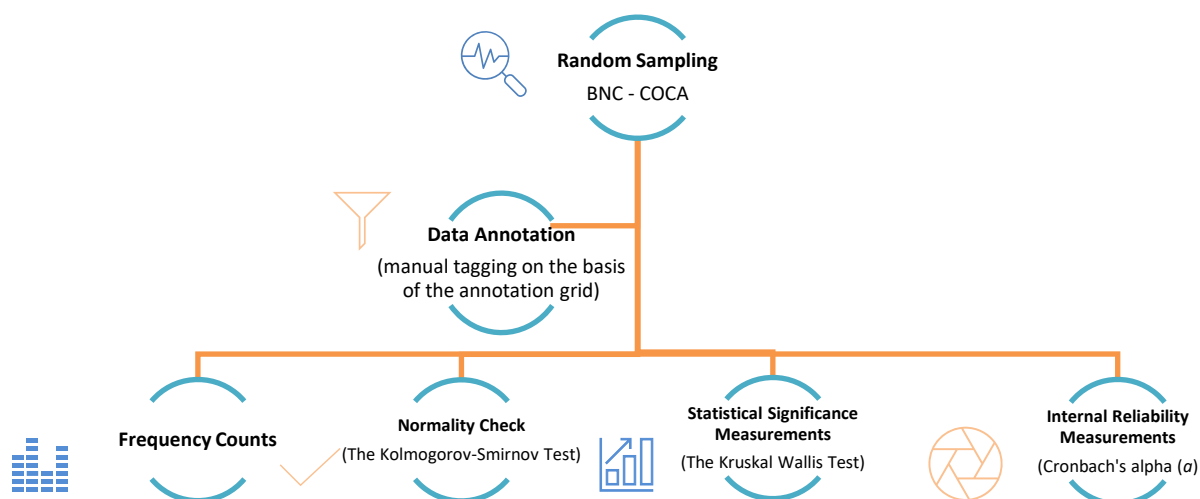 Random Sampling
BNC - COCA
Data Annotation
(manual tagging on the basis
of the annotation grid)
Frequency Counts
Normality Check
(The Kolmogorov-Smirnov Test)
Statistical Significance
Measurements
(The Kruskal Wallis Test)
Internal Reliability
Measurements
(Cronbach's alpha (a)